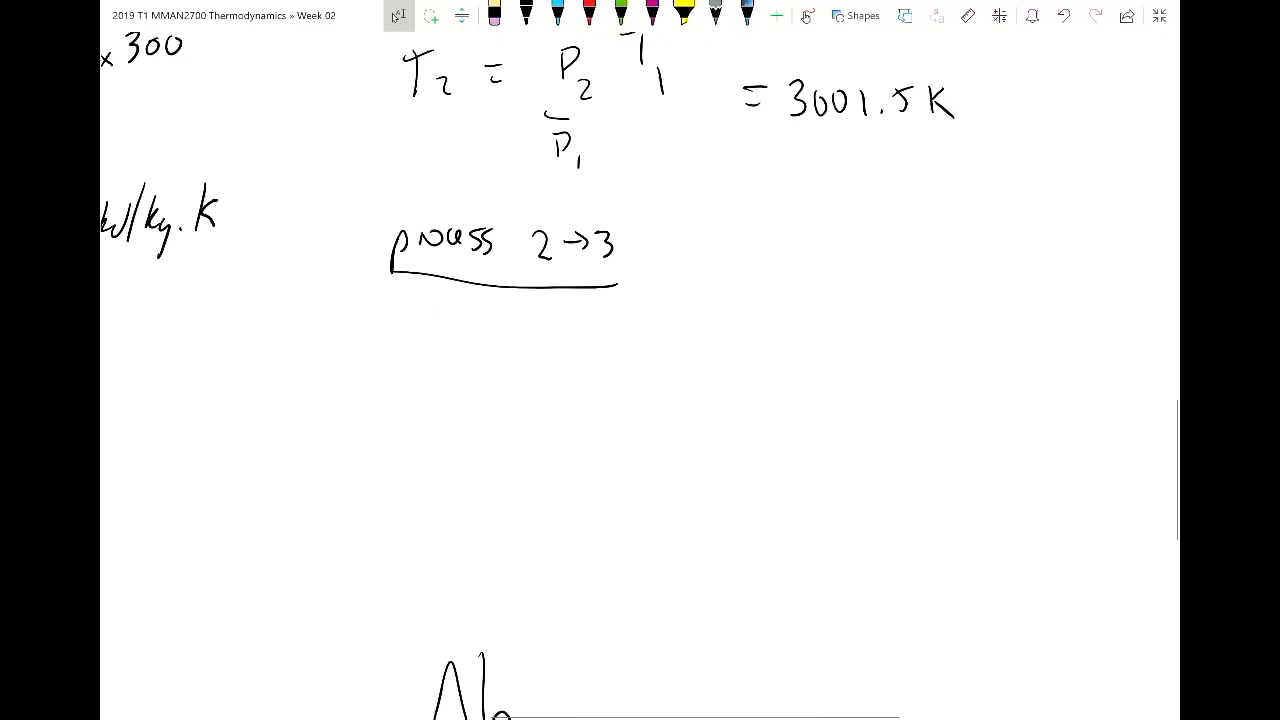 2019 T1 MMAN2700 Thermodynamics » Week 02
Shapes
x 300
T2 = P2 T1
P1
= 3001.5 K
kJ/kg.K
process 2→3